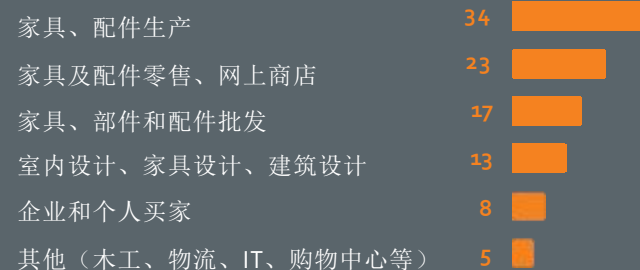 家具、配件生产 34
家具及配件零售、网上商店 23
家具、部件和配件批发 17
室内设计、家具设计、建筑设计 13
企业和个人买家 8
其他（木工、物流、IT、购物中心等） 5